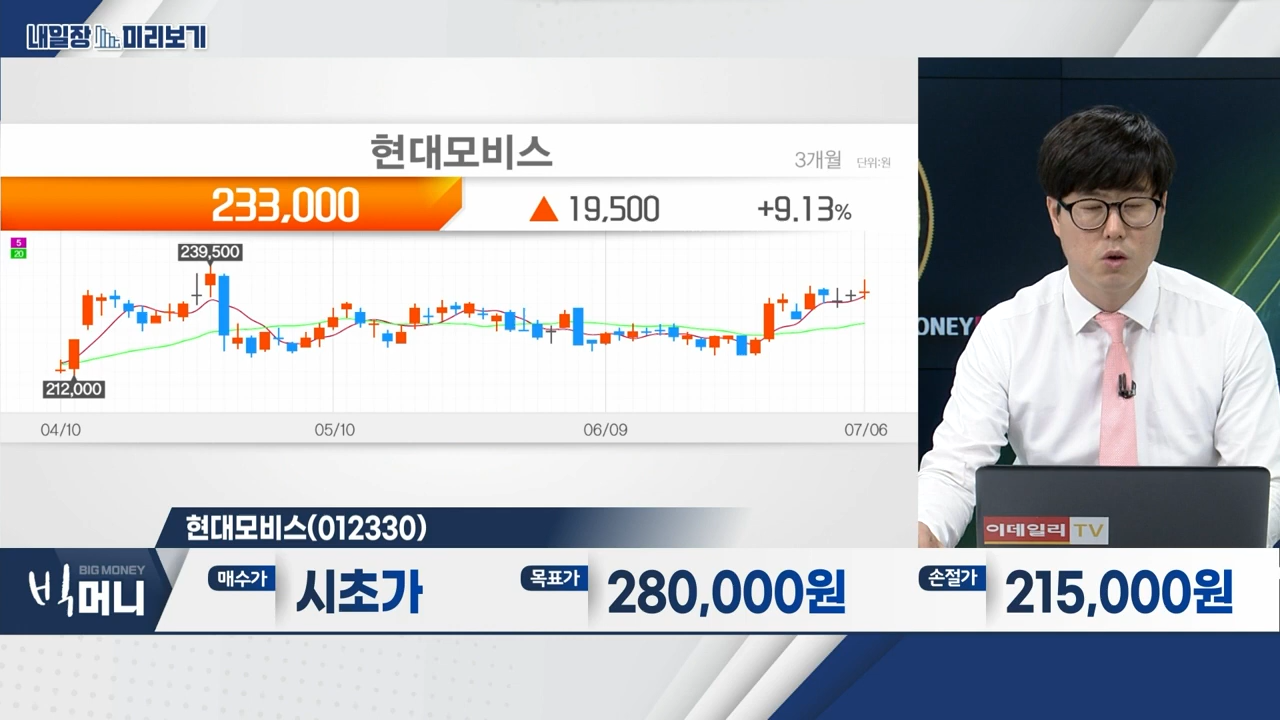 내일장 미리보기
현대모비스
3개월 단위:원
233,000 ▲ 19,500 +9.13%
5
20
239,500
212,000
04/10 05/10 06/09 07/06
ONEY
이데일리 TV
현대모비스(012330)
BIG MONEY
빅머니
매수가 시초가 목표가 280,000원 손절가 215,000원